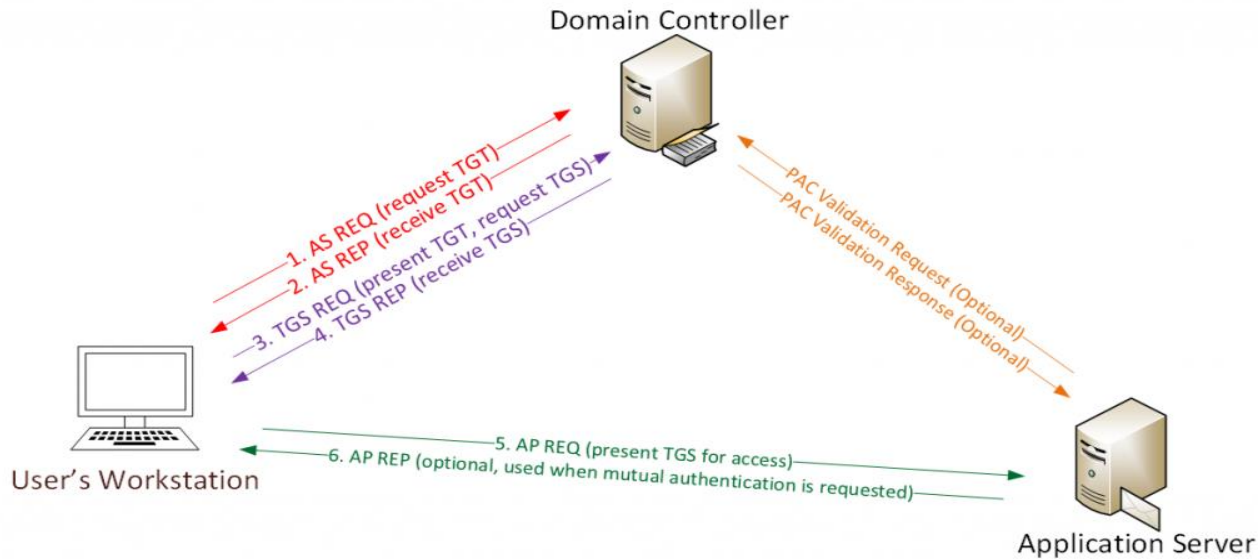 Domain Controller
1. AS REQ (request TGT)
2. AS REP (receive TGT)
3. TGS REQ (present TGT, request TGS)
4. TGS REP (receive TGS)
PAC Validation Request (Optional)
PAC Validation Response (Optional)
5. AP REQ (present TGS for access)
6. AP REP (optional, used when mutual authentication is requested)
User's Workstation
Application Server